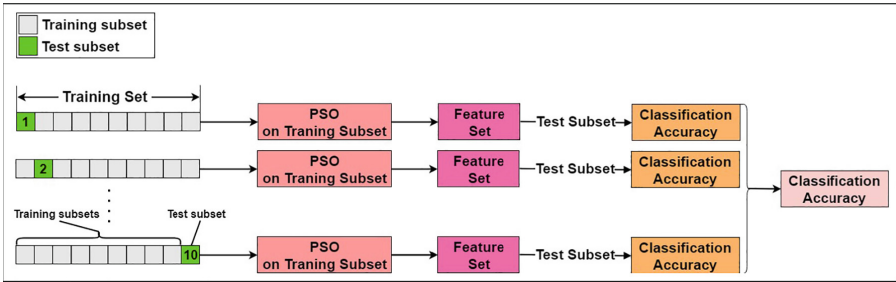 Training subset
Test subset
Training Set
1
PSO
on Traning Subset
Feature
Set
Test Subset
Classification
Accuracy
2
PSO
on Traning Subset
Feature
Set
Test Subset
Classification
Accuracy
Classification
Accuracy
Training subsets
Test subset
10
PSO
on Traning Subset
Feature
Set
Test Subset
Classification
Accuracy